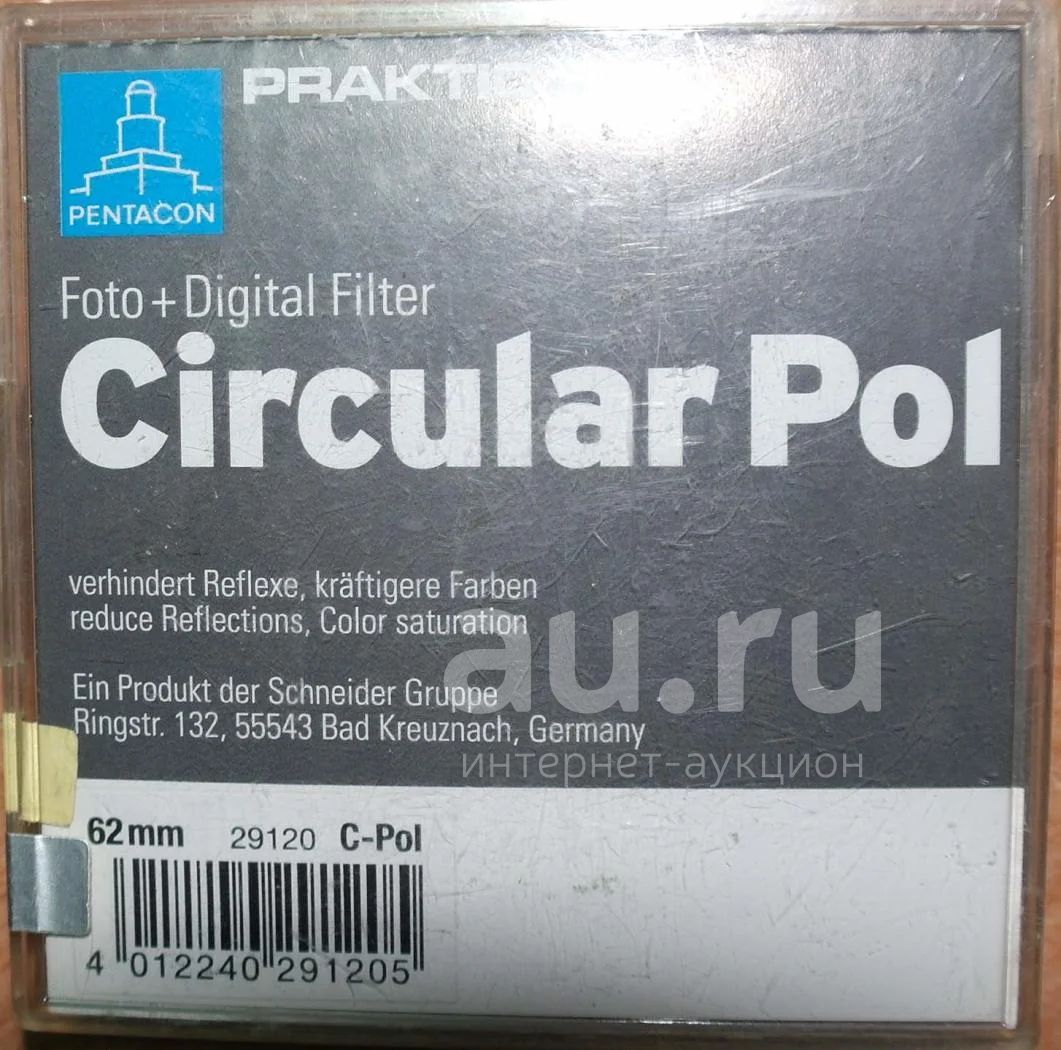 PRAKTIC
PENTACON
Foto + Digital Filter
Circular Pol
verhindert Reflexe, kräftigere Farben
reduce Reflections, Color saturation
Ein Produkt der Schneider Gruppe
Ringstr. 132, 55543 Bad Kreuznach, Germany
au.ru
интернет-аукцион
62mm 29120 C-Pol
4 012240 291205